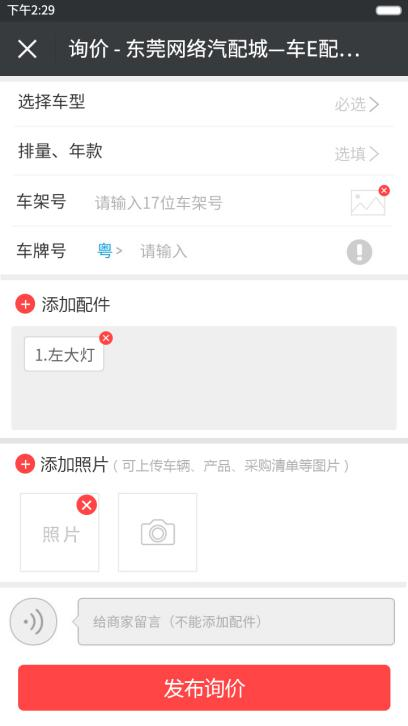 下午2:29
询价 - 东莞网络汽配城—车E配…
选择车型 必选
排量、年款 选填
车架号 请输入17位车架号
车牌号 粤 > 请输入
添加配件
1.左大灯
添加照片 ( 可上传车辆、产品、采购清单等图片 )
照片
给商家留言（不能添加配件）
发布询价